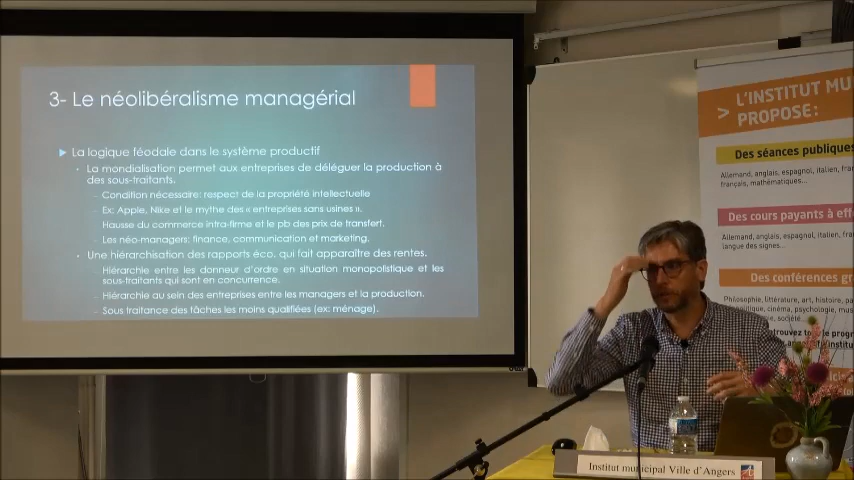 3- Le néolibéralisme managérial
La logique féodale dans le système productif
La mondialisation permet aux entreprises de déléguer la production à
des sous-traitants.
Condition nécessaire: respect de la propriété intellectuelle
Ex: Apple, Nike et le mythe des « entreprises sans usines ».
Hausse du commerce intra-firme et le pb des prix de transfert.
Les néo-managers: finance, communication et marketing.
Une hiérarchisation des rapports éco. qui fait apparaître des rentes.
Hiérarchie entre les donneur d'ordre en situation monopolistique et les
sous-traitants qui sont en concurrence.
Hiérarchie au sein des entreprises entre les managers et la production.
Sous traitance des tâches les moins qualifiées (ex: ménage).
> L'INSTITUT MU
PROPOSE :
Des séances publiques
Allemand, anglais, espagnol, italien, fra
français, mathématiques...
Des cours payants à eff
Allemand, anglais, espagnol, italien, fran
langue des signes...
Des conférences gr
Philosophie, littérature, art, histoire, pa
cinéma, psychologie, mus
société...
Institut municipal Ville d'Angers